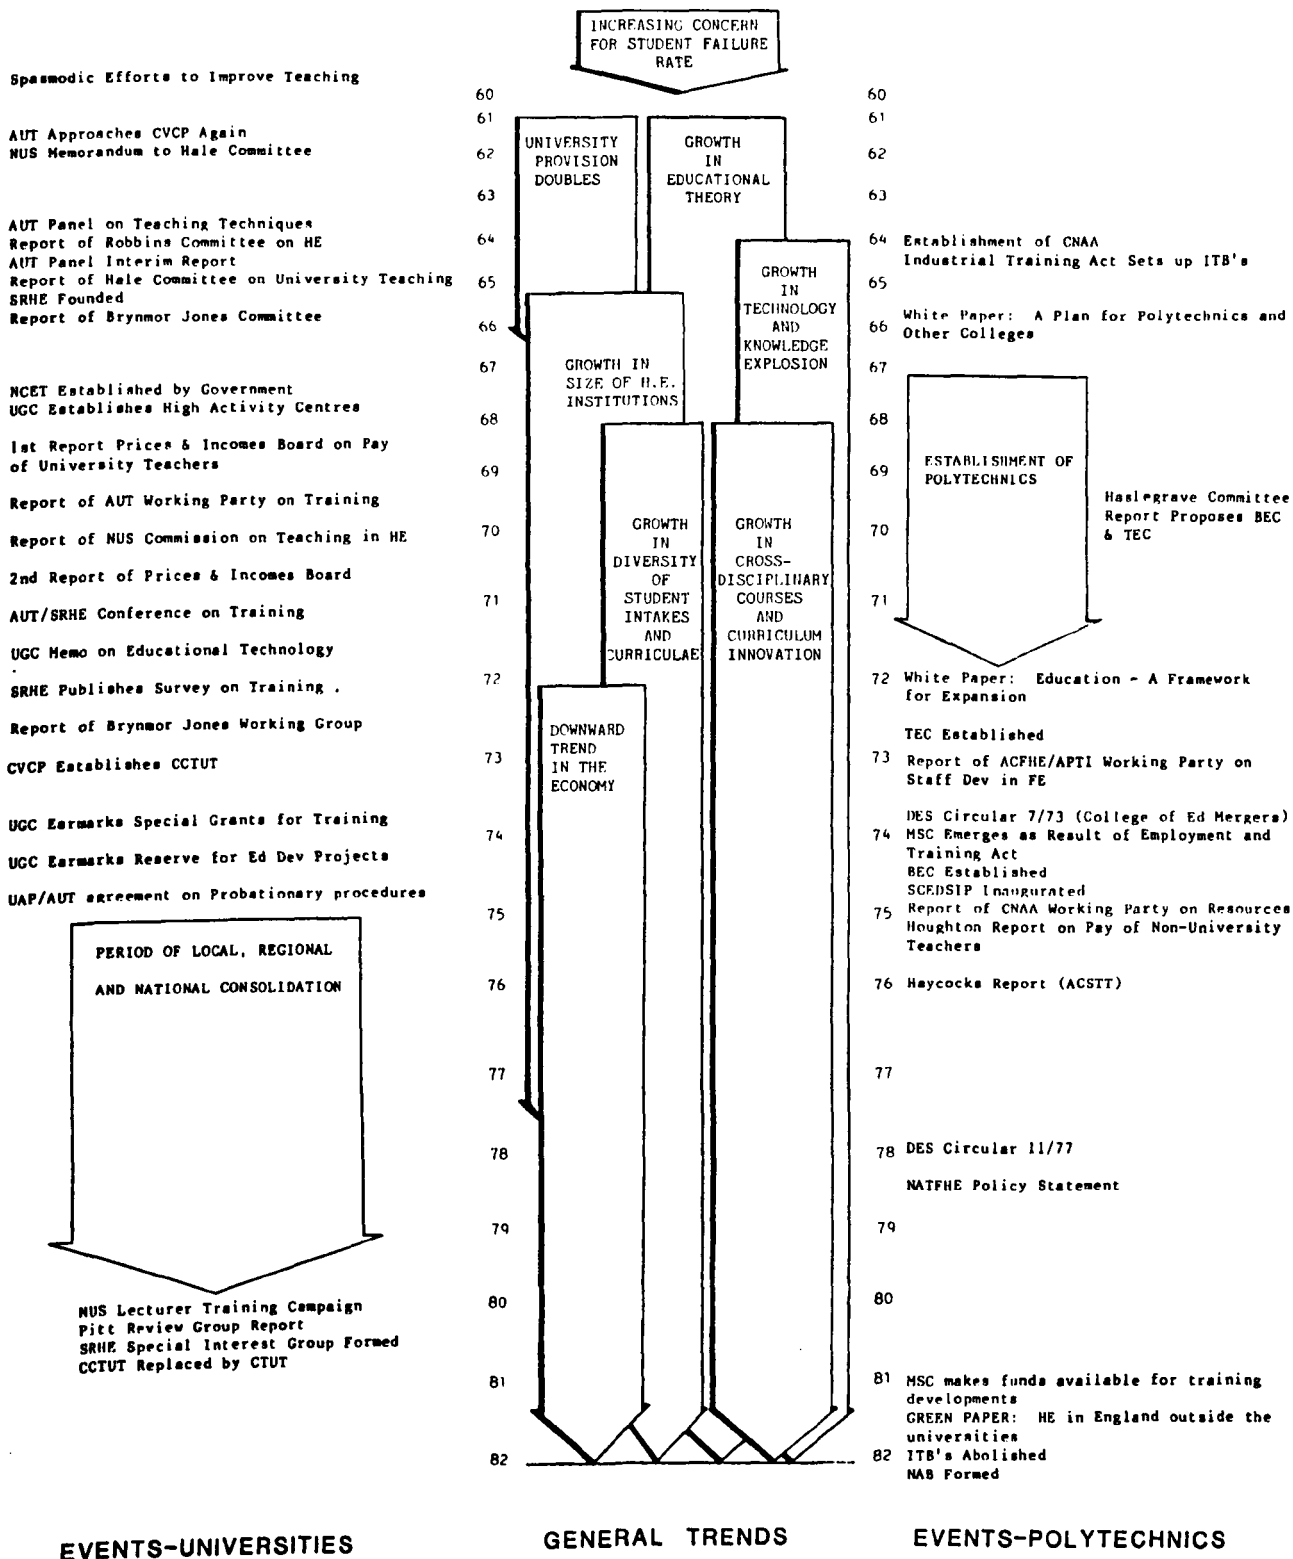 INCREASING CONCERN
FOR STUDENT FAILURE
RATE
Spasmodic Efforts to Improve Teaching
AUT Approaches CVCP Again
NUS Memorandum to Hale Committee
AUT Panel on Teaching Techniques
Report of Robbins Committee on HE
AUT Panel Interim Report
Report of Hale Committee on University Teaching
SRHE Founded
Report of Brynmor Jones Committee
NCET Established by Government
UGC Establishes High Activity Centres
1st Report Prices & Incomes Board on Pay
of University Teachers
Report of AUT Working Party on Training
Report of NUS Commission on Teaching in HE
2nd Report of Prices & Incomes Board
AUT/SRHE Conference on Training
UGC Memo on Educational Technology
SRHE Publishes Survey on Training .
Report of Brynmor Jones Working Group
CVCP Establishes CCTUT
UGC Earmarks Special Grants for Training
UGC Earmarks Reserve for Ed Dev Projects
UAP/AUT agreement on Probationary procedures
PERIOD OF LOCAL, REGIONAL
AND NATIONAL CONSOLIDATION
NUS Lecturer Training Campaign
Pitt Review Group Report
SRHE Special Interest Group Formed
CCTUT Replaced by CTUT
EVENTS-UNIVERSITIES
60
61
62
63
64
65
66
67
68
69
70
71
72
73
74
75
76
77
78
79
80
81
82
UNIVERSITY
PROVISION
DOUBLES
GROWTH
IN
EDUCATIONAL
THEORY
GROWTH
IN
TECHNOLOGY
AND
KNOWLEDGE
EXPLOSION
GROWTH IN
SIZE OF H.E.
INSTITUTIONS
GROWTH
IN
DIVERSITY
OF
STUDENT
INTAKES
AND
CURRICULAE
GROWTH
IN
CROSS-
DISCIPLINARY
COURSES
AND
CURRICULUM
INNOVATION
DOWNWARD
TREND
IN THE
ECONOMY
GENERAL TRENDS
60
61
62
63
64 Establishment of CNAA
Industrial Training Act Sets up ITB's
65
White Paper: A Plan for Polytechnics and
66 Other Colleges
67
68
69
ESTABLISHMENT OF
POLYTECHNICS
Haslegrave Committee
Report Proposes BEC
& TEC
70
71
72 White Paper: Education - A Framework
for Expansion
TEC Established
73 Report of ACFHE/APTI Working Party on
Staff Dev in FE
DES Circular 7/73 (College of Ed Mergers)
74 MSC Emerges as Result of Employment and
Training Act
BEC Established
SCEDSIP Inaugurated
75 Report of CNAA Working Party on Resources
Houghton Report on Pay of Non-University
Teachers
76 Haycocks Report (ACSTT)
77
78 DES Circular 11/77
NATFHE Policy Statement
79
80
81 MSC makes funds available for training
developments
GREEN PAPER: HE in England outside the
universities
82 ITB's Abolished
NAB Formed
EVENTS-POLYTECHNICS